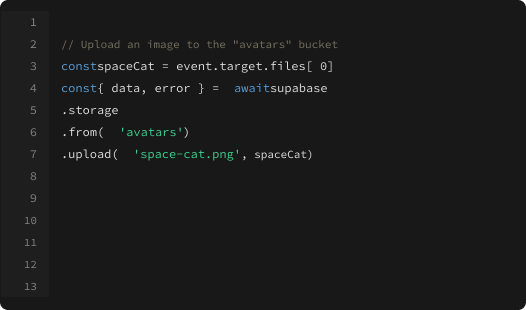 1
2 // Upload an image to the "avatars" bucket
3 constspaceCat = event.target.files[ 0]
4 const{ data, error } =  awaitsupabase
5 .storage
6 .from(  'avatars')
7 .upload(  'space-cat.png', spaceCat)
8
9
10
11
12
13